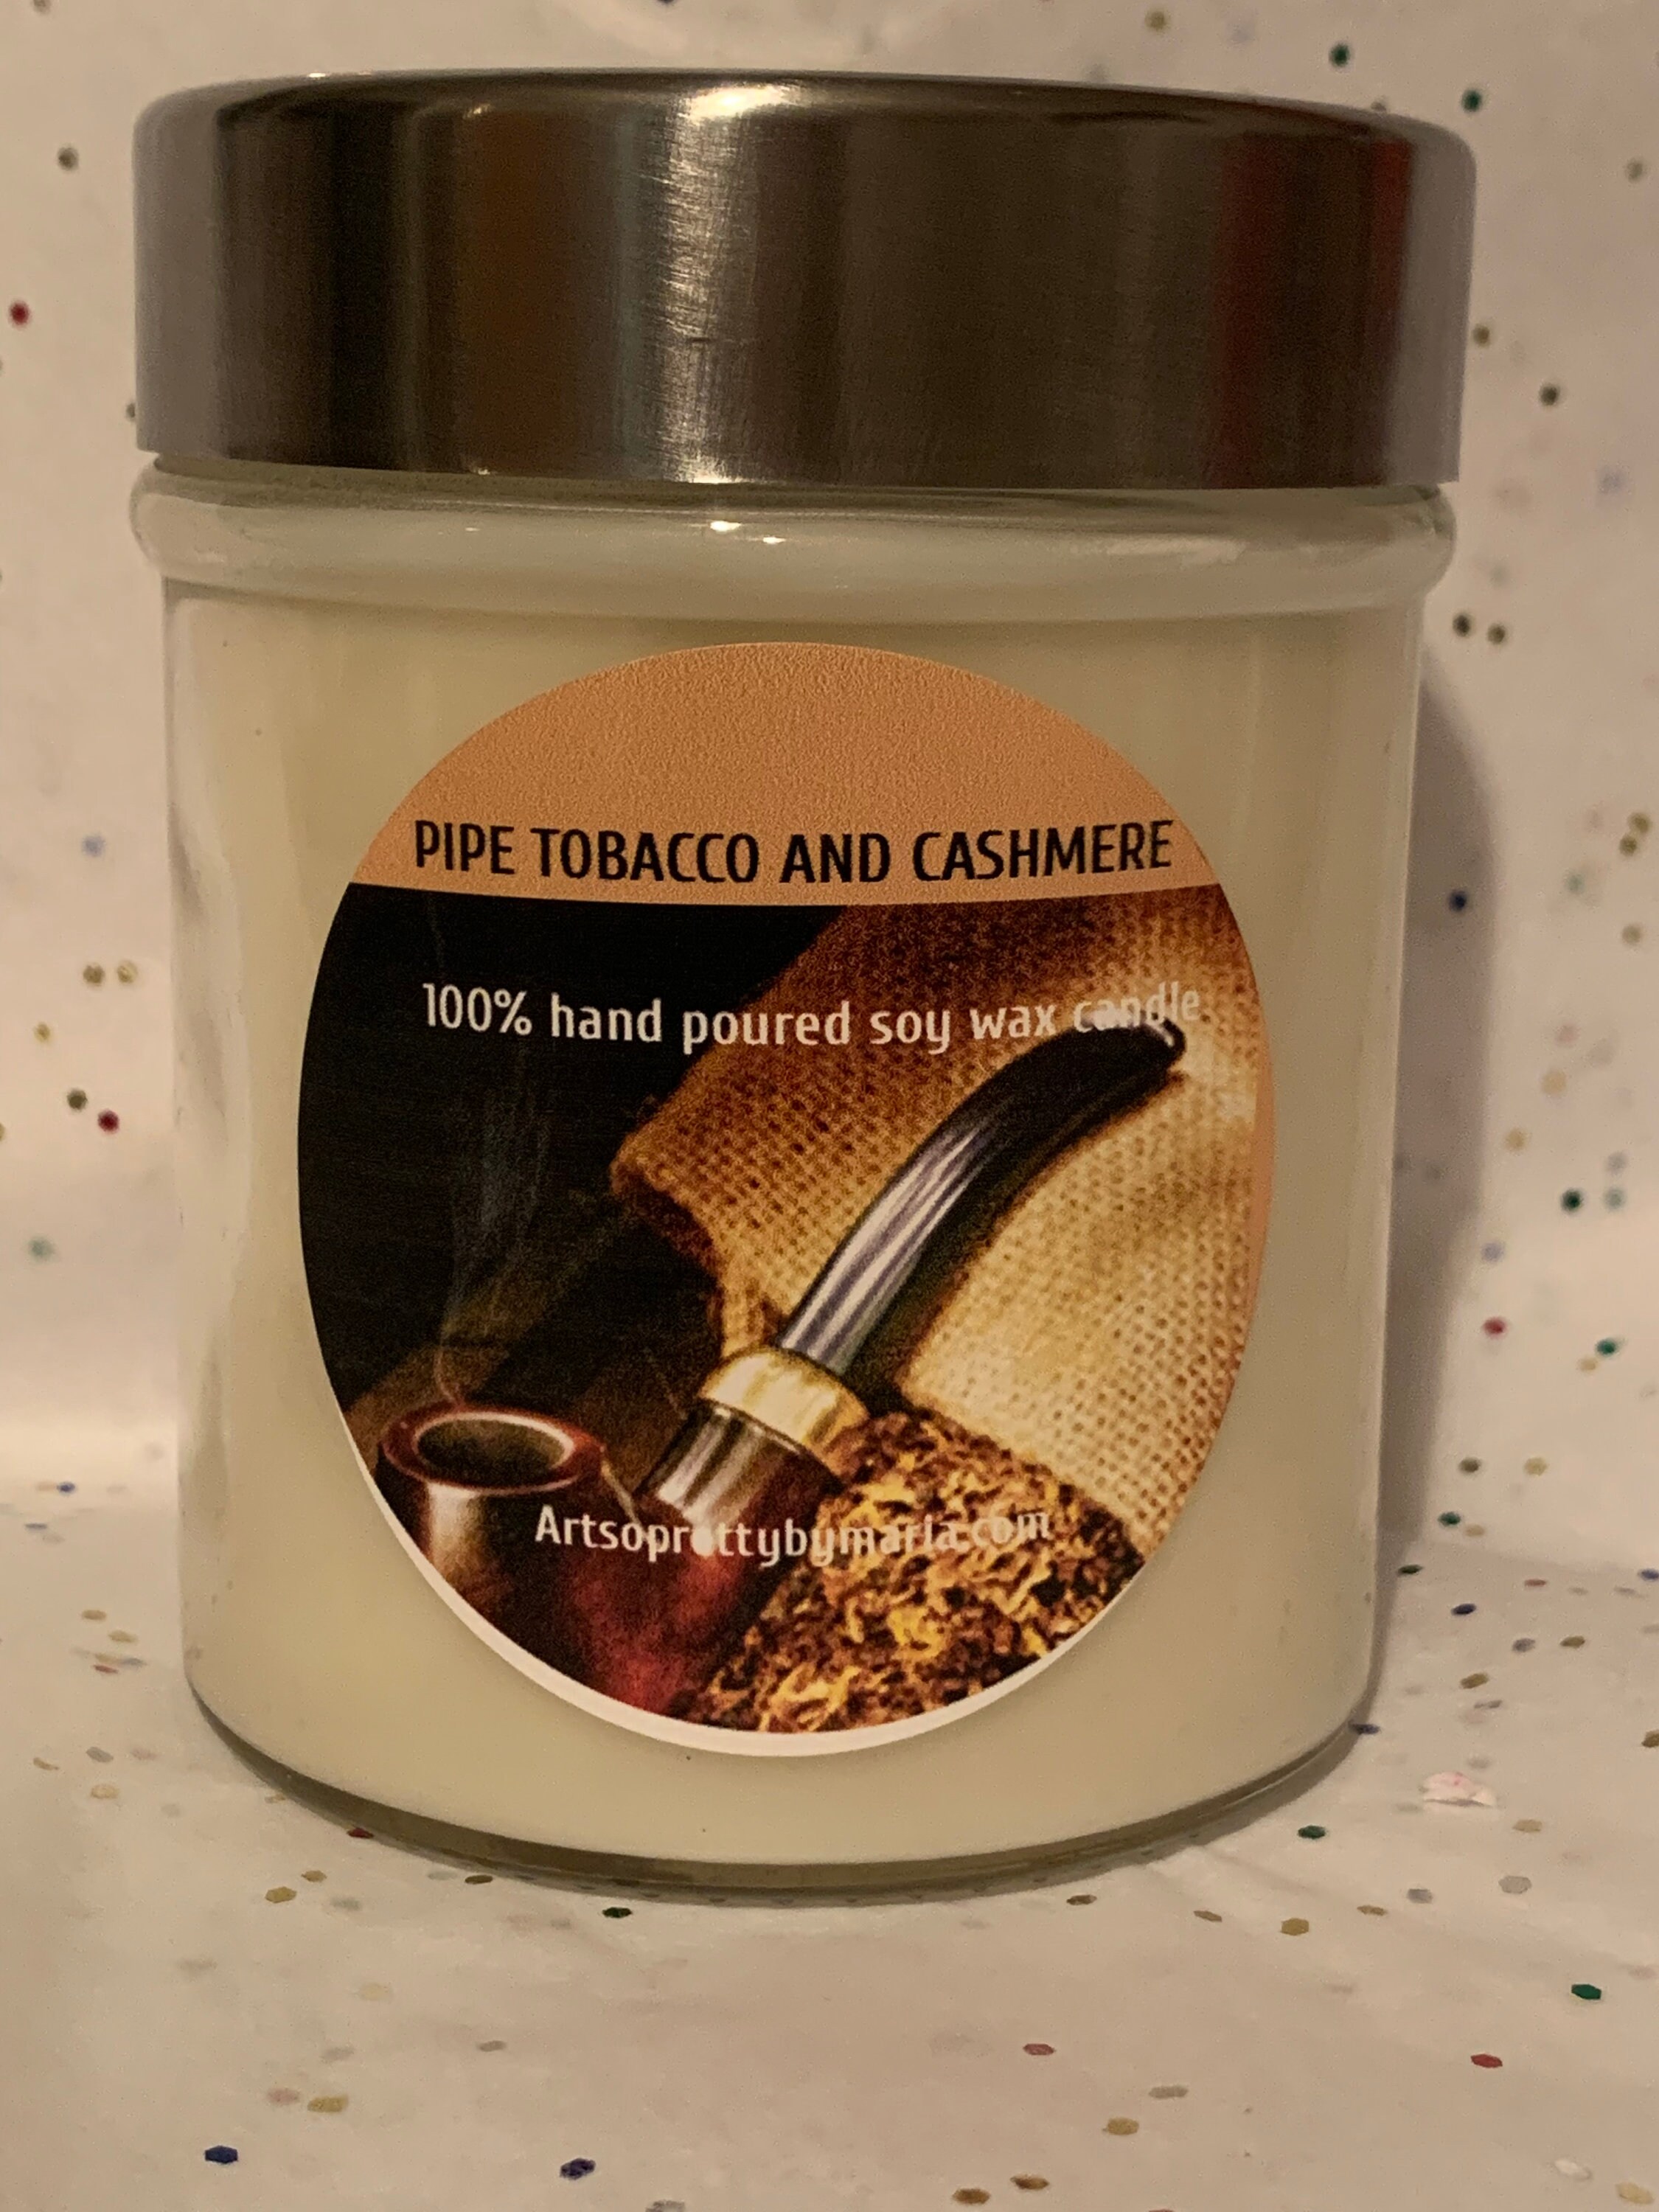 PIPE TOBACCO AND CASHMERE
100% hand poured soy wax candle
Artsoprettybymaria.com